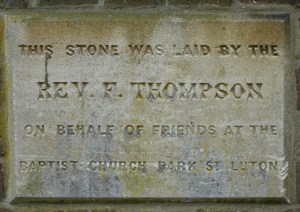 THIS STONE WAS LAID BY THE
REV. F. THOMPSON
ON BEHALF OF FRIENDS AT THE
BAPTIST CHURCH PARK ST LUTON